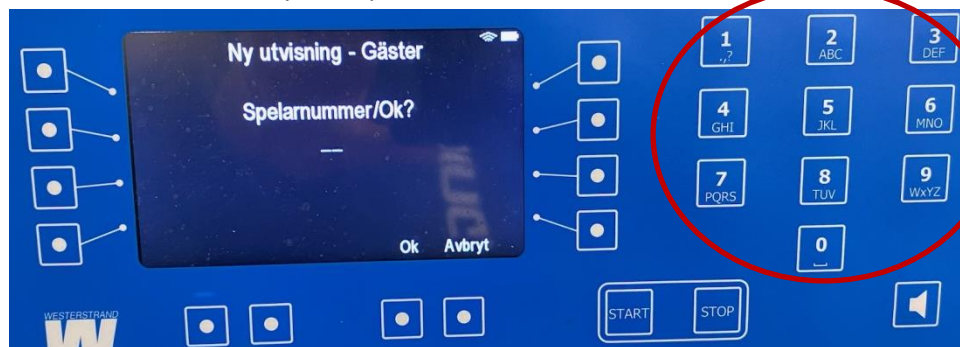 Ny utvisning - Gäster
Spelarnummer/Ok?
__
Ok Avbryt
1 .,?
2 ABC
3 DEF
4 GHI
5 JKL
6 MNO
7 PQRS
8 TUV
9 WxYZ
0
START STOP
WESTERSTRAND
W